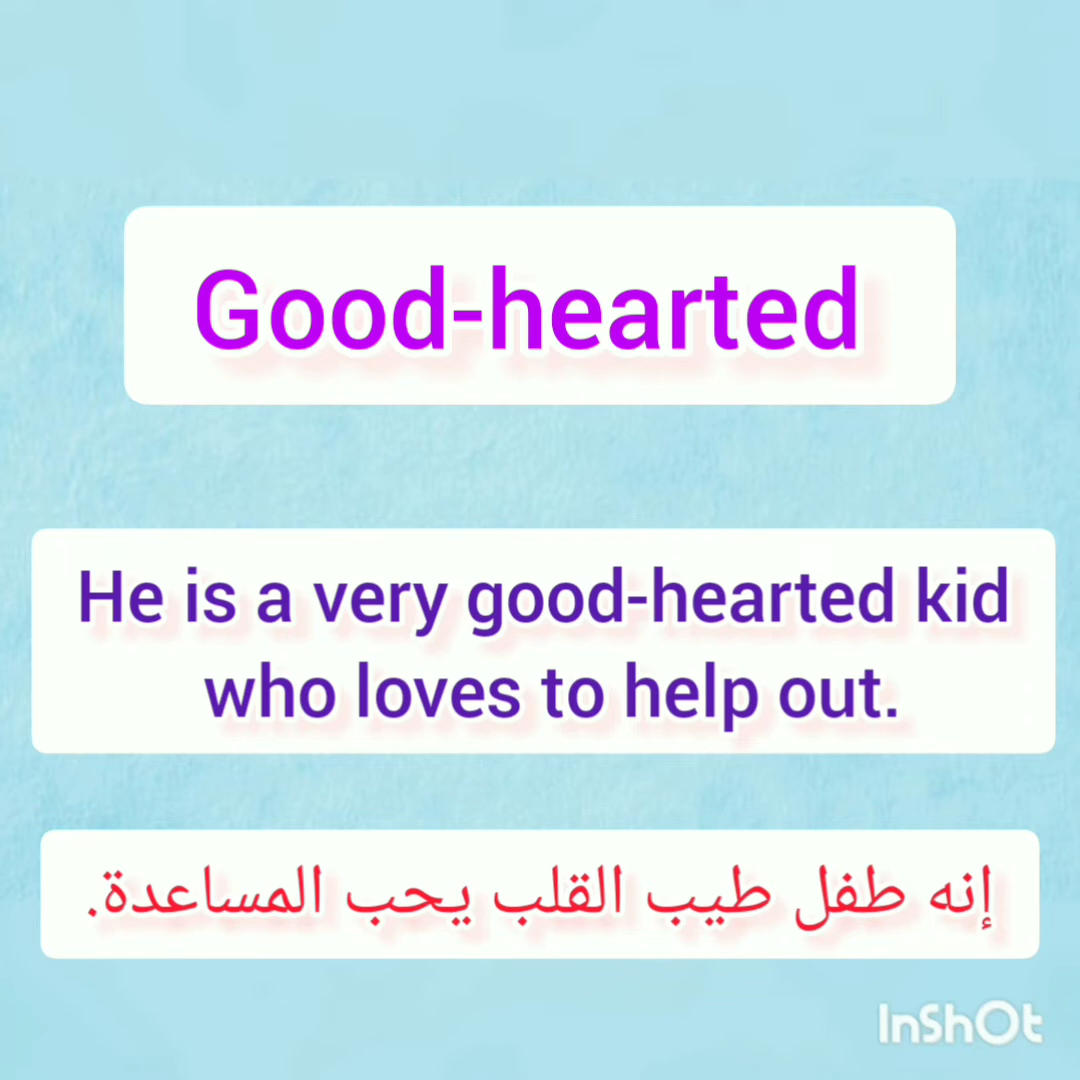 Good-hearted
He is a very good-hearted kid
who loves to help out.
إنه طفل طيب القلب يحب المساعدة.
InShOt